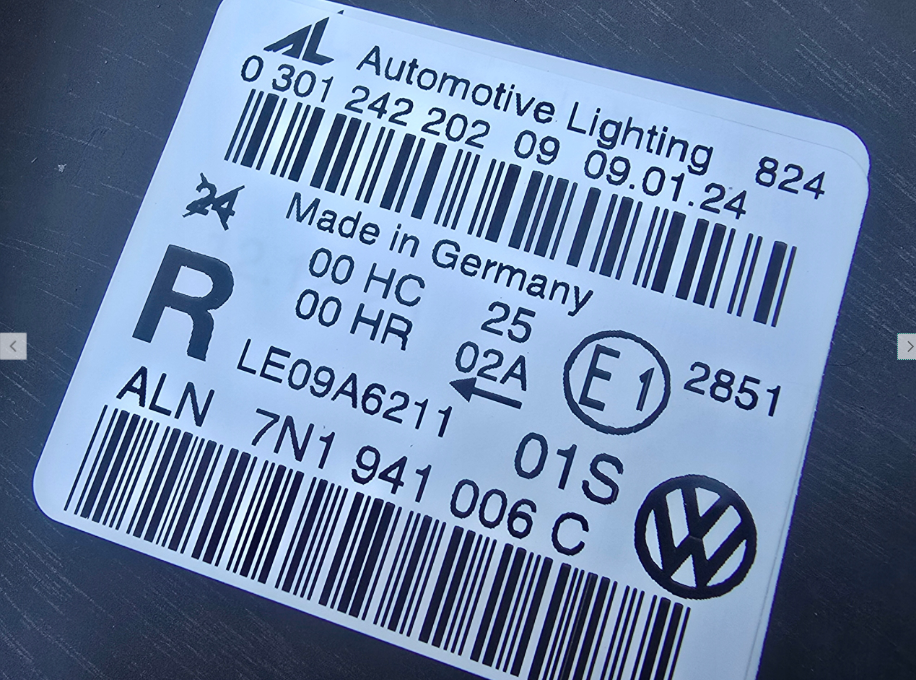 AL Automotive Lighting 824
0 301 242 202 09 09.01.24
24 Made in Germany
00 HC 25
R 00 HR 02A E1 2851
LE09A6211 01S
ALN 7N1 941 006 C